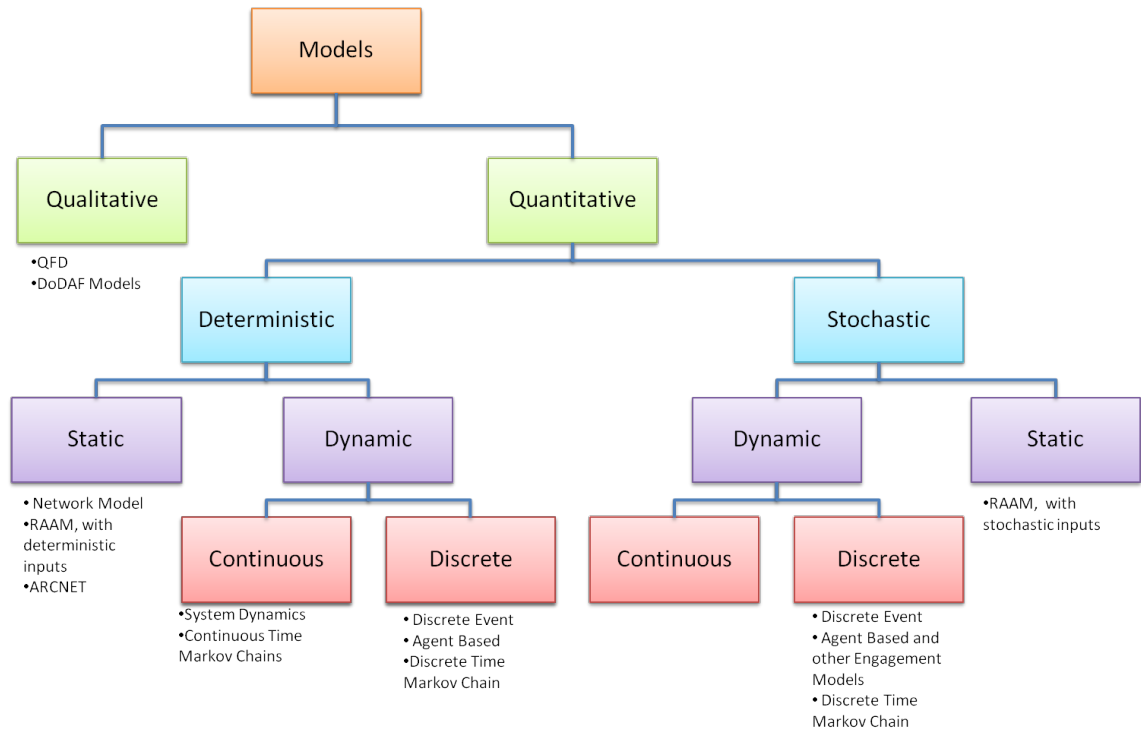 Models
Qualitative
Quantitative
•QFD
•DoDAF Models
Deterministic
Stochastic
Static
Dynamic
Dynamic
Static
• Network Model
•RAAM, with
deterministic
inputs
•ARCNET
•RAAM,  with
stochastic inputs
Continuous
Discrete
Continuous
Discrete
•System Dynamics
•Continuous Time
Markov Chains
• Discrete Event
• Agent Based
•Discrete Time
Markov Chain
• Discrete Event
• Agent Based and
other Engagement
Models
• Discrete Time
Markov Chain